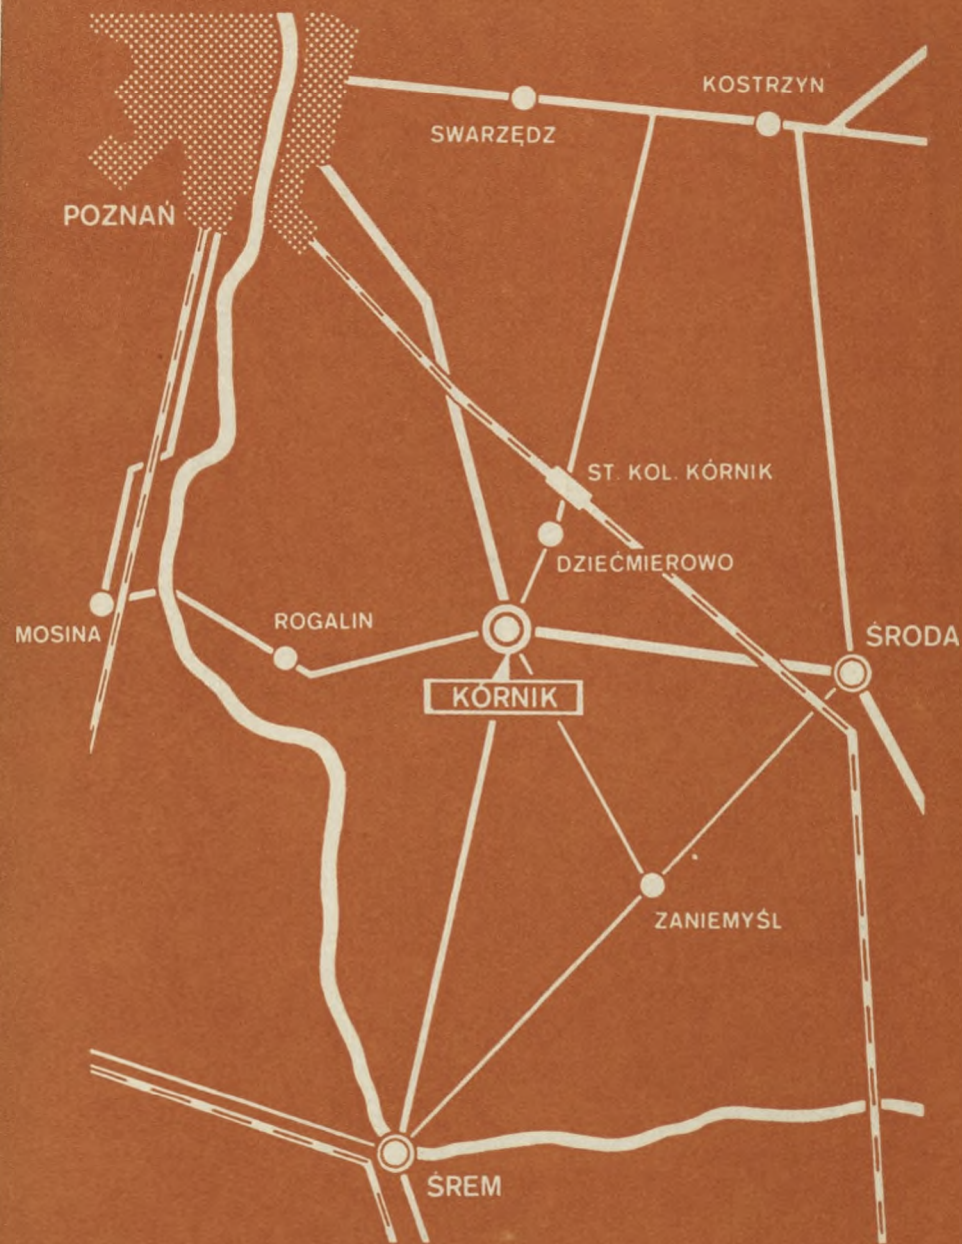 KOSTRZYN
SWARZĘDZ
POZNAŃ
ST. KOL. KÓRNIK
DZIEĆMIEROWO
ROGALIN
MOSINA
ŚRODA
KÓRNIK
ZANIEMYŚL
ŚREM